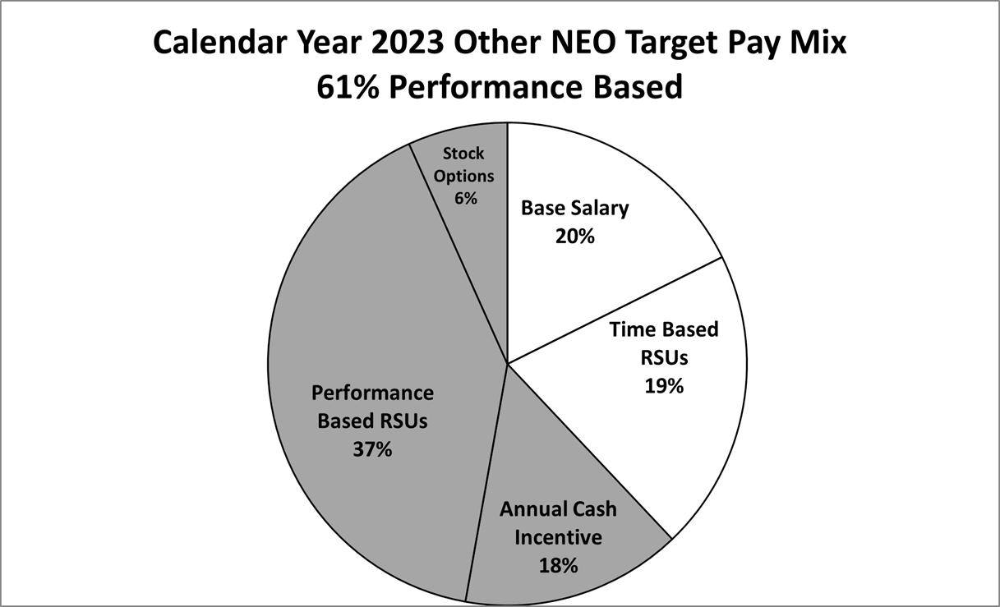 Calendar Year 2023 Other NEO Target Pay Mix
61% Performance Based
Stock
Options
6%
Base Salary
20%
Time Based
RSUs
19%
Performance
Based RSUs
37%
Annual Cash
Incentive
18%